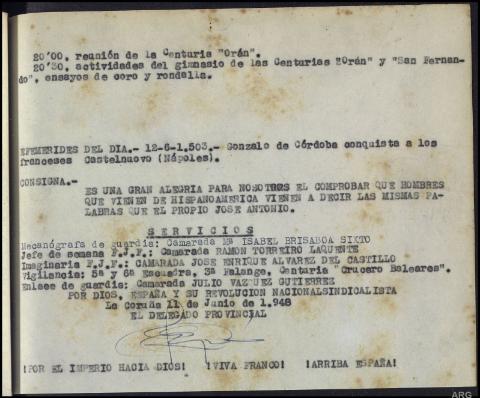 20'00, reunión de la Centuria "Orán".
20'30, actividades del gimnasio de las Centurias "Orán" y "San Fernan-
do", ensayos de coro y rondalla.
EFEMERIDES DEL DIA.- 12-6-1.503.- Gonzalo de Córdoba conquista a los
franceses Castelnuovo (Nápoles).
CONSIGNA.-
ES UNA GRAN ALEGRIA PARA NOSOTROS EL COMPROBAR QUE HOMBRES
QUE VIENEN DE HISPANOAMERICA VIENEN A DECIR LAS MISMAS PA-
LABRAS QUE EL PROPIO JOSE ANTONIO.
SERVICIOS
Mecanógrafa de guardia: Camarada Mª ISABEL BRISABOA SIXTO
Jefe de semana F.J.F.: Camarada RAMON TORREIRO LAQUENTE
Imaginaria F.J.F: CAMARADA JOSE ENRIQUE ALVAREZ DEL CASTILLO
Vigilancia: 5ª y 6ª Escuadra, 3ª Falange, Centuria "Crucero Baleares".
Enlace de guardia: Camarada JULIO VAZQUEZ GUTIERREZ
POR DIOS, ESPAÑA Y SU REVOLUCION NACIONALSINDICALISTA
La Coruña 11 de Junio de 1.948
EL DELEGADO PROVINCIAL
¡POR EL IMPERIO HACIA DIOS! ¡VIVA FRANCO! ¡ARRIBA ESPAÑA!
ARG